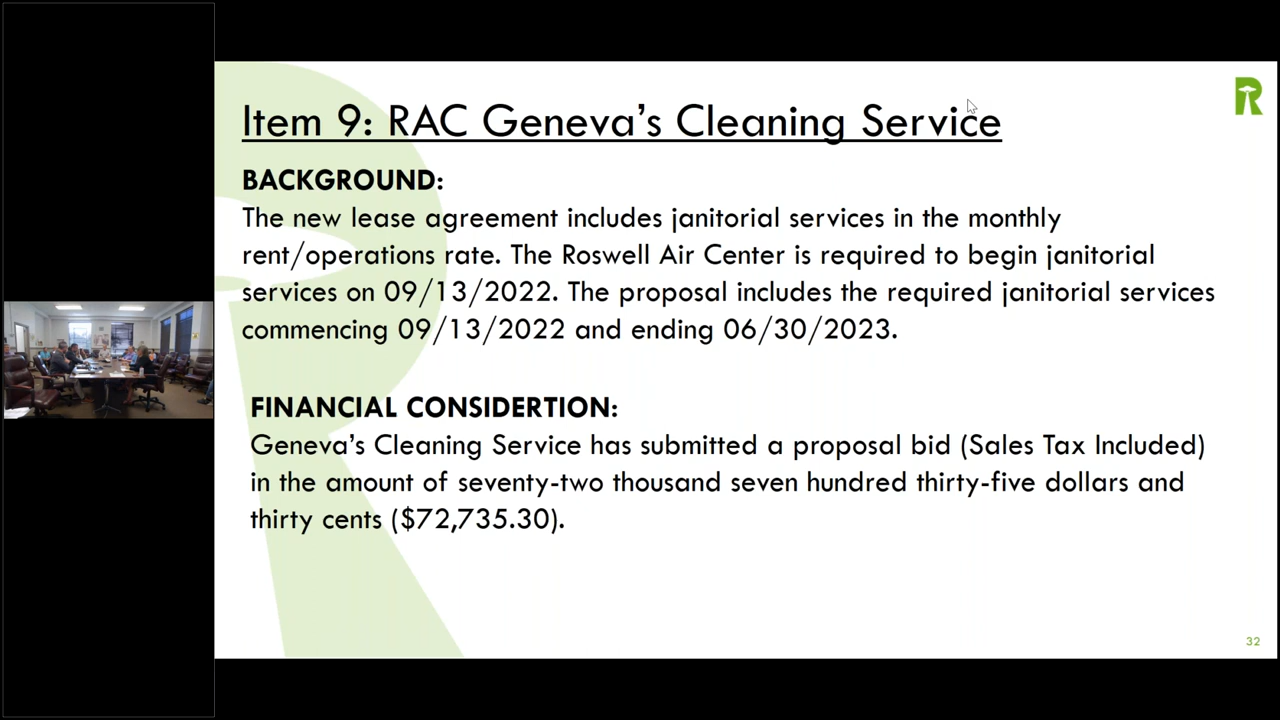 Item 9: RAC Geneva’s Cleaning Service
BACKGROUND:
The new lease agreement includes janitorial services in the monthly
rent/operations rate. The Roswell Air Center is required to begin janitorial
services on 09/13/2022. The proposal includes the required janitorial services
commencing 09/13/2022 and ending 06/30/2023.
FINANCIAL CONSIDERTION:
Geneva’s Cleaning Service has submitted a proposal bid (Sales Tax Included)
in the amount of seventy-two thousand seven hundred thirty-five dollars and
thirty cents ($72,735.30).
32